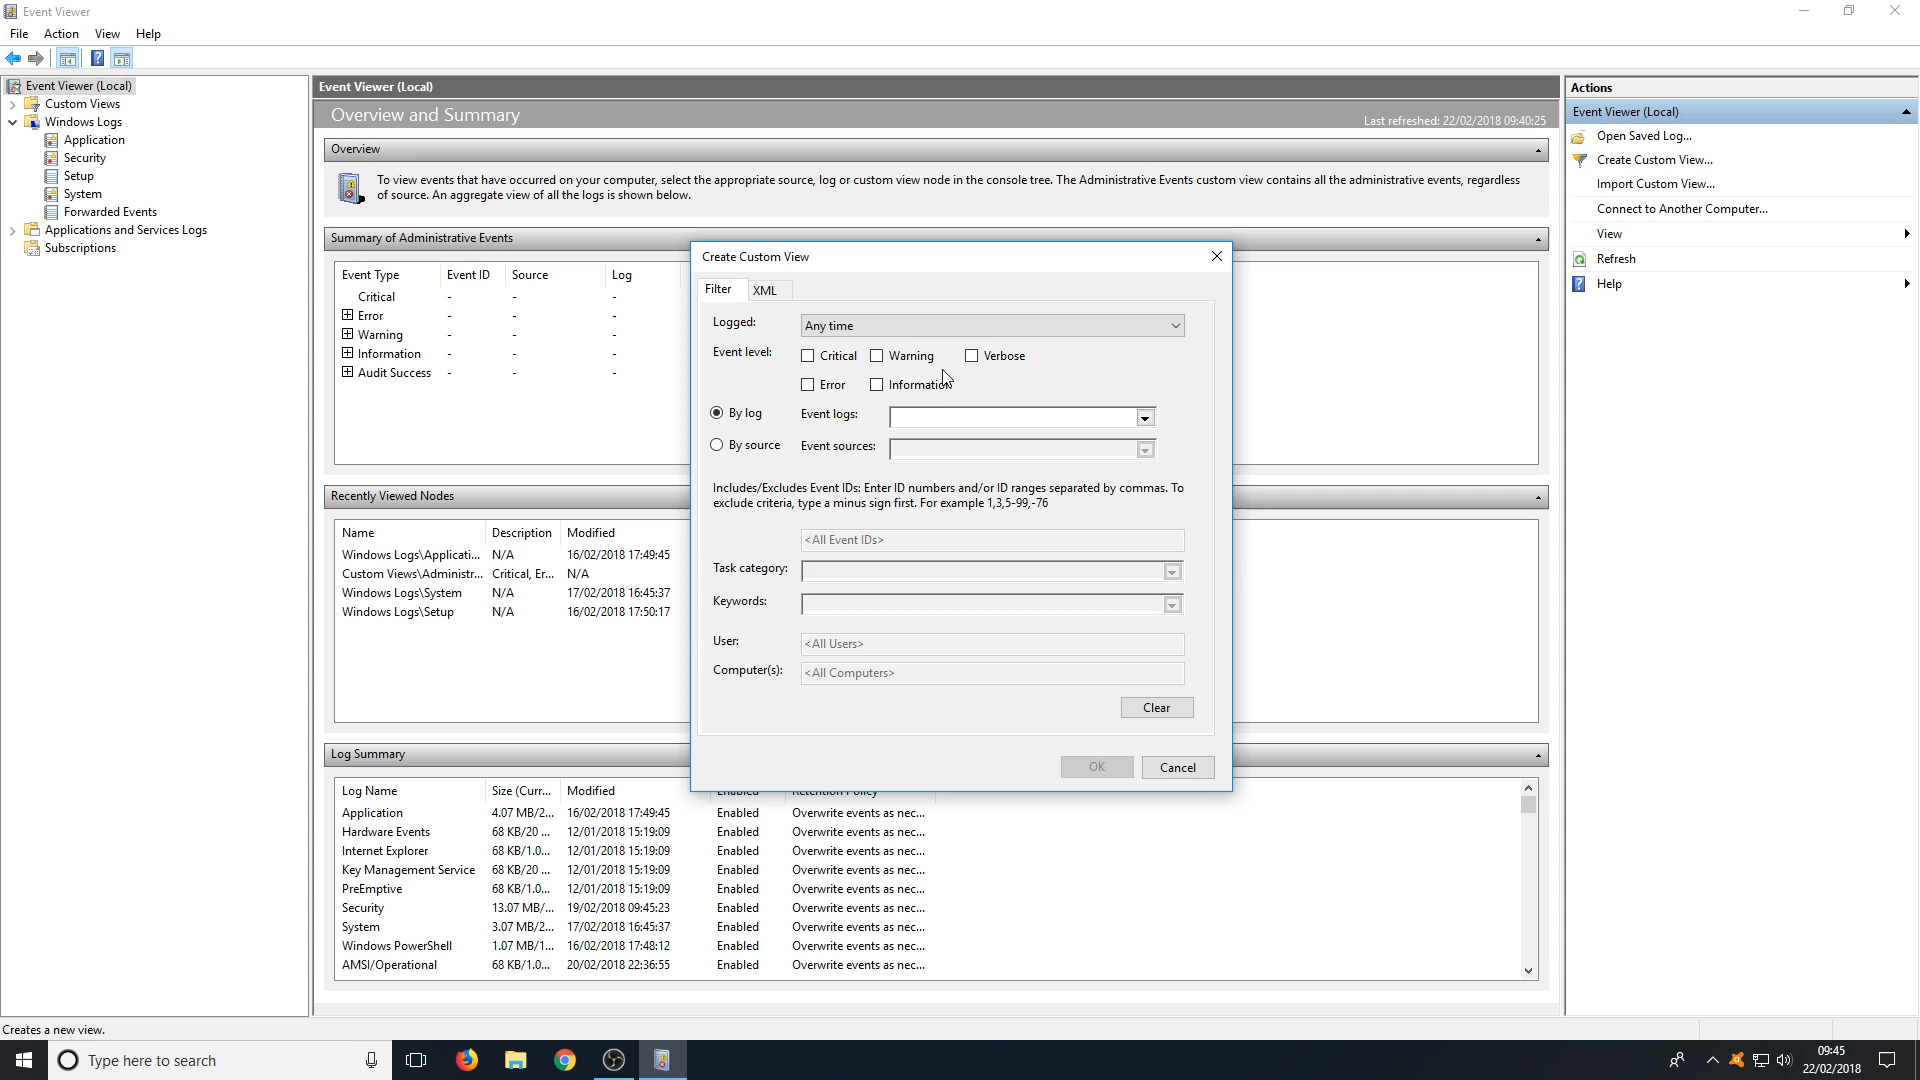 Event Viewer
File Action View Help
Event Viewer (Local)
Custom Views
Windows Logs
Application
Security
Setup
System
Forwarded Events
Applications and Services Logs
Subscriptions
Event Viewer (Local)
Overview and Summary
Last refreshed: 22/02/2018 09:40:25
Overview
To view events that have occurred on your computer, select the appropriate source, log or custom view node in the console tree. The Administrative Events custom view contains all the administrative events, regardless
of source. An aggregate view of all the logs is shown below.
Summary of Administrative Events
Event Type Event ID Source Log
Critical - - -
Error - - -
Warning - - -
Information - - -
Audit Success - - -
Recently Viewed Nodes
Name Description Modified
Windows Logs\Applicati... N/A 16/02/2018 17:49:45
Custom Views\Administr... Critical, Er... N/A
Windows Logs\System N/A 17/02/2018 16:45:37
Windows Logs\Setup N/A 16/02/2018 17:50:17
Log Summary
Log Name Size (Curr... Modified Enabled Retention Policy
Application 4.07 MB/2... 16/02/2018 17:49:45 Enabled Overwrite events as nec...
Hardware Events 68 KB/20 ... 12/01/2018 15:19:09 Enabled Overwrite events as nec...
Internet Explorer 68 KB/1.0... 12/01/2018 15:19:09 Enabled Overwrite events as nec...
Key Management Service 68 KB/20 ... 12/01/2018 15:19:09 Enabled Overwrite events as nec...
PreEmptive 68 KB/1.0... 12/01/2018 15:19:09 Enabled Overwrite events as nec...
Security 13.07 MB/... 19/02/2018 09:45:23 Enabled Overwrite events as nec...
System 3.07 MB/2... 17/02/2018 16:45:37 Enabled Overwrite events as nec...
Windows PowerShell 1.07 MB/1... 16/02/2018 17:48:12 Enabled Overwrite events as nec...
AMSI/Operational 68 KB/1.0... 20/02/2018 22:36:55 Enabled Overwrite events as nec...
Create Custom View
Filter XML
Logged: Any time
Event level: Critical Warning Verbose
Error Information
By log Event logs:
By source Event sources:
Includes/Excludes Event IDs: Enter ID numbers and/or ID ranges separated by commas. To
exclude criteria, type a minus sign first. For example 1,3,5-99,-76
<All Event IDs>
Task category:
Keywords:
User: <All Users>
Computer(s): <All Computers>
Clear
OK Cancel
Actions
Event Viewer (Local)
Open Saved Log...
Create Custom View...
Import Custom View...
Connect to Another Computer...
View
Refresh
Help
Creates a new view.
Type here to search
09:45
22/02/2018